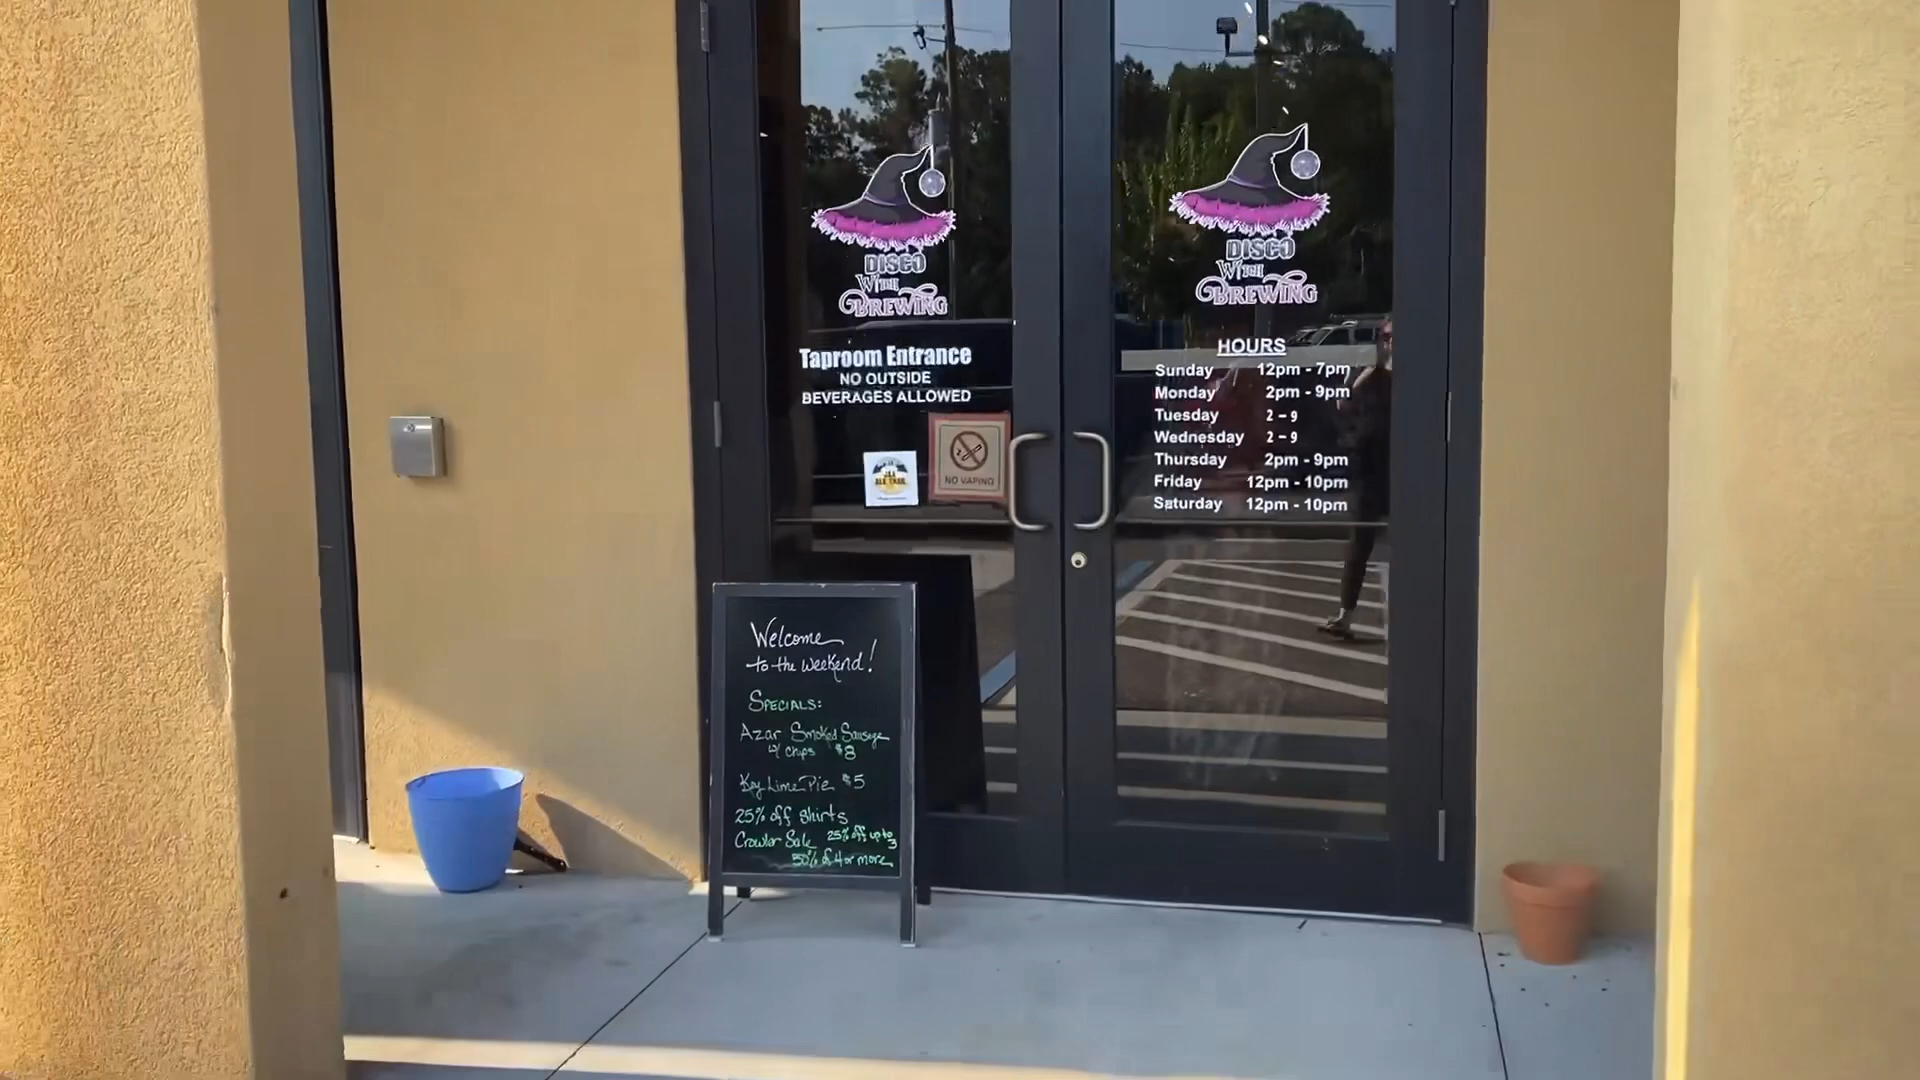 DISCO
Witch
BREWING
Taproom Entrance
NO OUTSIDE
BEVERAGES ALLOWED
ALE TRAIL
NO VAPING
DISCO
Witch
BREWING
HOURS
Sunday 12pm - 7pm
Monday 2pm - 9pm
Tuesday 2 - 9
Wednesday 2 - 9
Thursday 2pm - 9pm
Friday 12pm - 10pm
Saturday 12pm - 10pm
Welcome
to the weekend!
SPECIALS:
Azar Smoked Sausage
w/ chips $8
Key Lime Pie $5
25% off shirts
Crowler Sale 25% off up to
3
50% of 4 or more